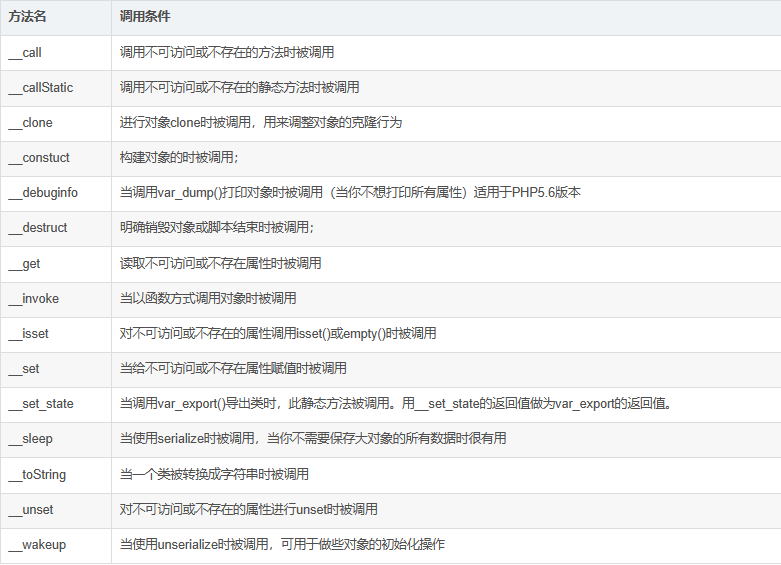 方法名 调用条件
__call 调用不可访问或不存在的方法时被调用
__callStatic 调用不可访问或不存在的静态方法时被调用
__clone 进行对象clone时被调用，用来调整对象的克隆行为
__constuct 构建对象的时被调用；
__debuginfo 当调用var_dump()打印对象时被调用（当你不想打印所有属性）适用于PHP5.6版本
__destruct 明确销毁对象或脚本结束时被调用；
__get 读取不可访问或不存在属性时被调用
__invoke 当以函数方式调用对象时被调用
__isset 对不可访问或不存在的属性调用isset()或empty()时被调用
__set 当给不可访问或不存在属性赋值时被调用
__set_state 当调用var_export()导出类时，此静态方法被调用。用__set_state的返回值做为var_export的返回值。
__sleep 当使用serialize时被调用，当你不需要保存大对象的所有数据时很有用
__toString 当一个类被转换成字符串时被调用
__unset 对不可访问或不存在的属性进行unset时被调用
__wakeup 当使用unserialize时被调用，可用于做些对象的初始化操作